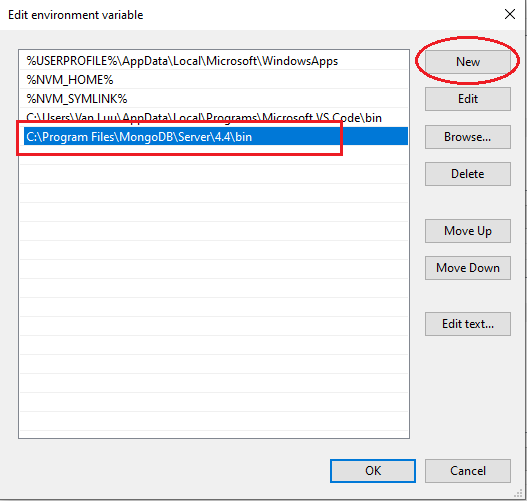 Edit environment variable
%USERPROFILE%\AppData\Local\Microsoft\WindowsApps
%NVM_HOME%
%NVM_SYMLINK%
C:\Users\Van Luu\AppData\Local\Programs\Microsoft VS Code\bin
C:\Program Files\MongoDB\Server\4.4\bin
New
Edit
Browse...
Delete
Move Up
Move Down
Edit text...
OK
Cancel